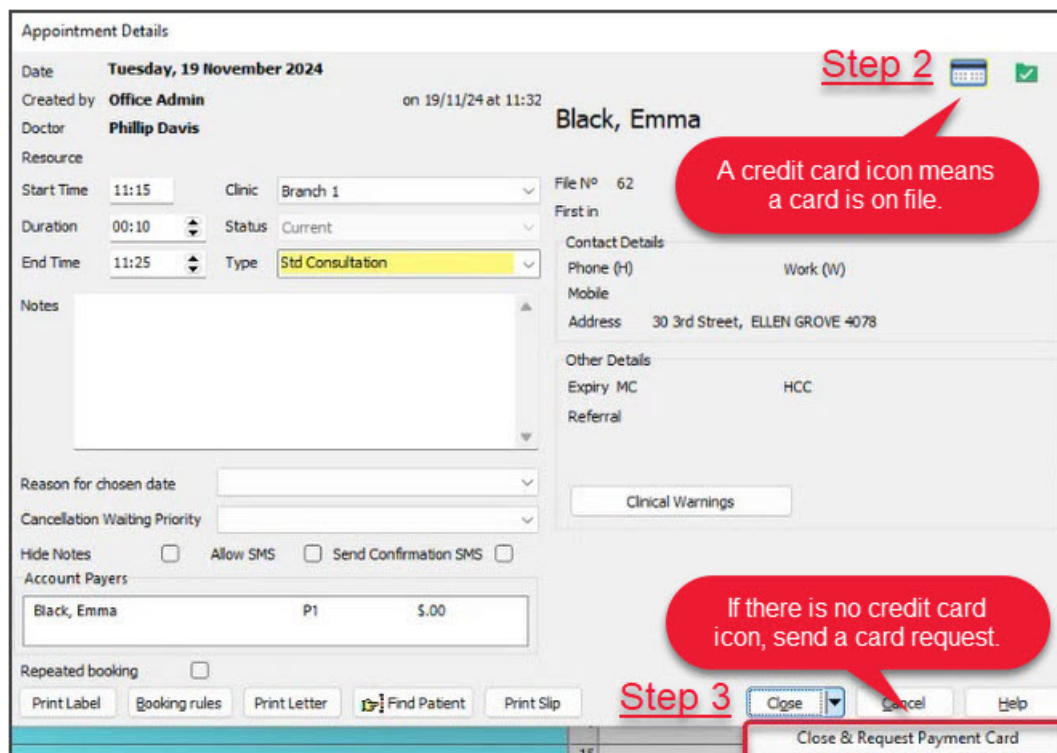 Appointment Details
Date Tuesday, 19 November 2024
Step 2
Created by Office Admin on 19/11/24 at 11:32
Doctor Phillip Davis
Black, Emma
Resource
A credit card icon means
a card is on file.
Start Time 11:15 Clinic Branch 1
File Nº 62
Duration 00:10 Status Current
First in
End Time 11:25 Type Std Consultation
Contact Details
Phone (H) Work (W)
Mobile
Address 30 3rd Street, ELLEN GROVE 4078
Notes
Other Details
Expiry MC HCC
Referral
Clinical Warnings
Reason for chosen date
Cancellation Waiting Priority
Hide Notes Allow SMS Send Confirmation SMS
Account Payers
Black, Emma P1 $.00
If there is no credit card
icon, send a card request.
Repeated booking
Print Label Booking rules Print Letter Find Patient Print Slip
Step 3
Close Cancel Help
Close & Request Payment Card
15